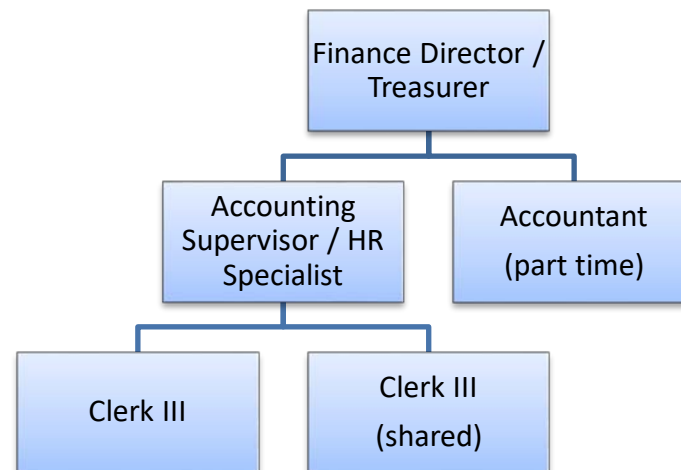 Finance Director /
Treasurer
Accounting
Supervisor / HR
Specialist
Accountant
(part time)
Clerk III
Clerk III
(shared)